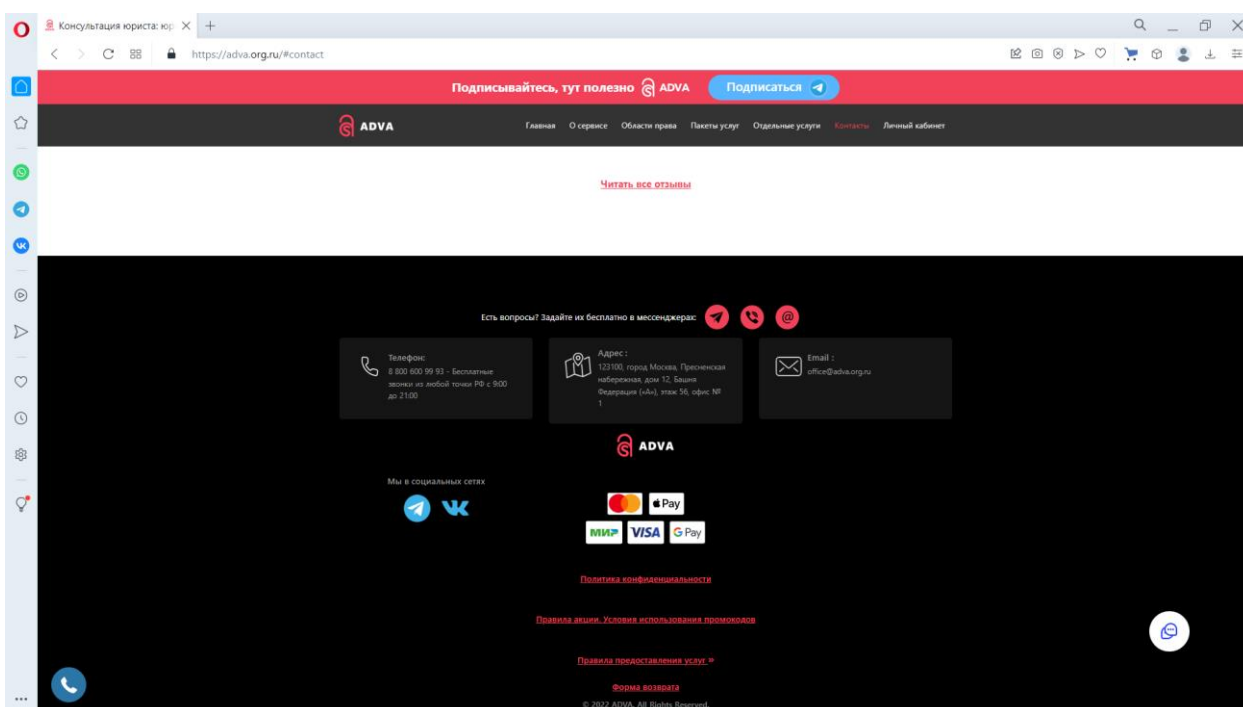 Консультация юриста: юр
https://adva.org.ru/#contact
Подписывайтесь, тут полезно ADVA Подписаться
ADVA Главная О сервисе Области права Пакеты услуг Отдельные услуги Контакты Личный кабинет
Читать все отзывы
Есть вопросы? Задайте их бесплатно в мессенджерах:
Телефон:
8 800 600 99 93 - Бесплатные
звонки из любой точки РФ с 9:00
до 21:00
Адрес :
123100, город Москва, Пресненская
набережная, дом 12, Башня
Федерация («А»), этаж 56, офис №
1
Email :
office@adva.org.ru
ADVA
Мы в социальных сетях
Pay
МИР VISA G Pay
Политика конфиденциальности
Правила акции. Условия использования промокодов
Правила предоставления услуг »
Форма возврата
© 2022 ADVA. All Rights Reserved.